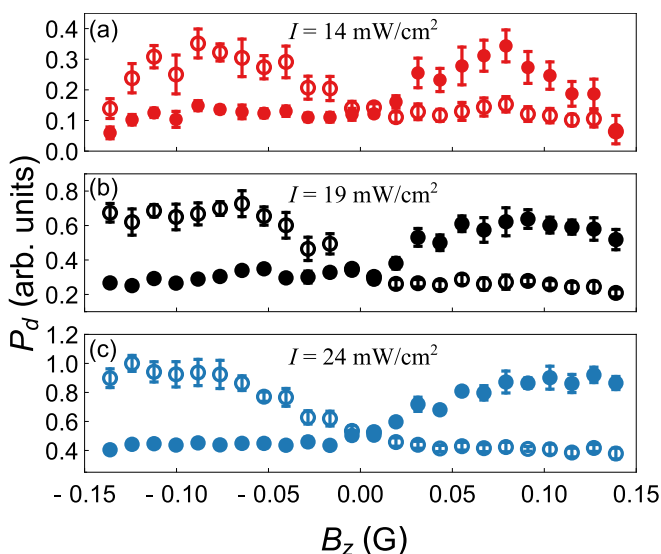 (a) I = 14 mW/cm²
0.4
0.3
0.2
0.1
0.0
(b) I = 19 mW/cm²
0.8
0.6
0.4
0.2
P_d (arb. units)
(c) I = 24 mW/cm²
1.2
1.0
0.8
0.6
0.4
- 0.15 - 0.10 - 0.05 0.00 0.05 0.10 0.15
B_z (G)